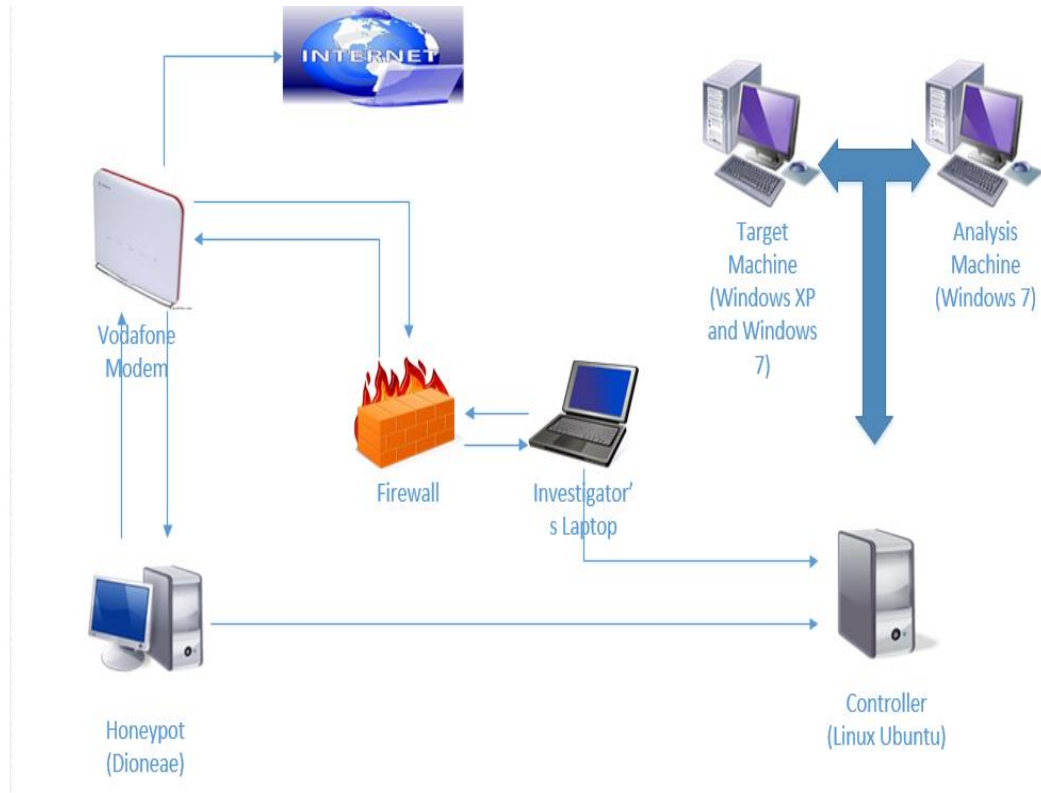 INTERNET
Target
Machine
(Windows XP
and Windows
7)
Analysis
Machine
(Windows 7)
Vodafone
Modem
Firewall
Investigator'
s Laptop
Honeypot
(Dioneae)
Controller
(Linux Ubuntu)